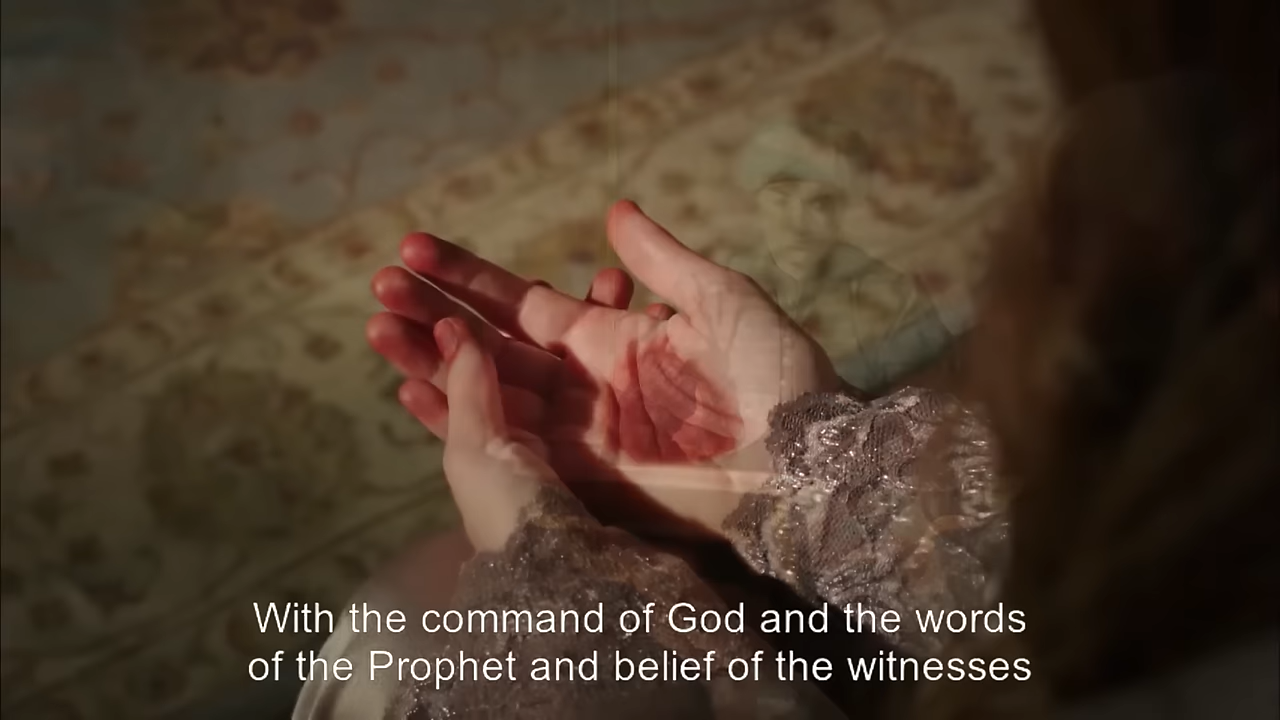 With the command of God and the words
of the Prophet and belief of the witnesses